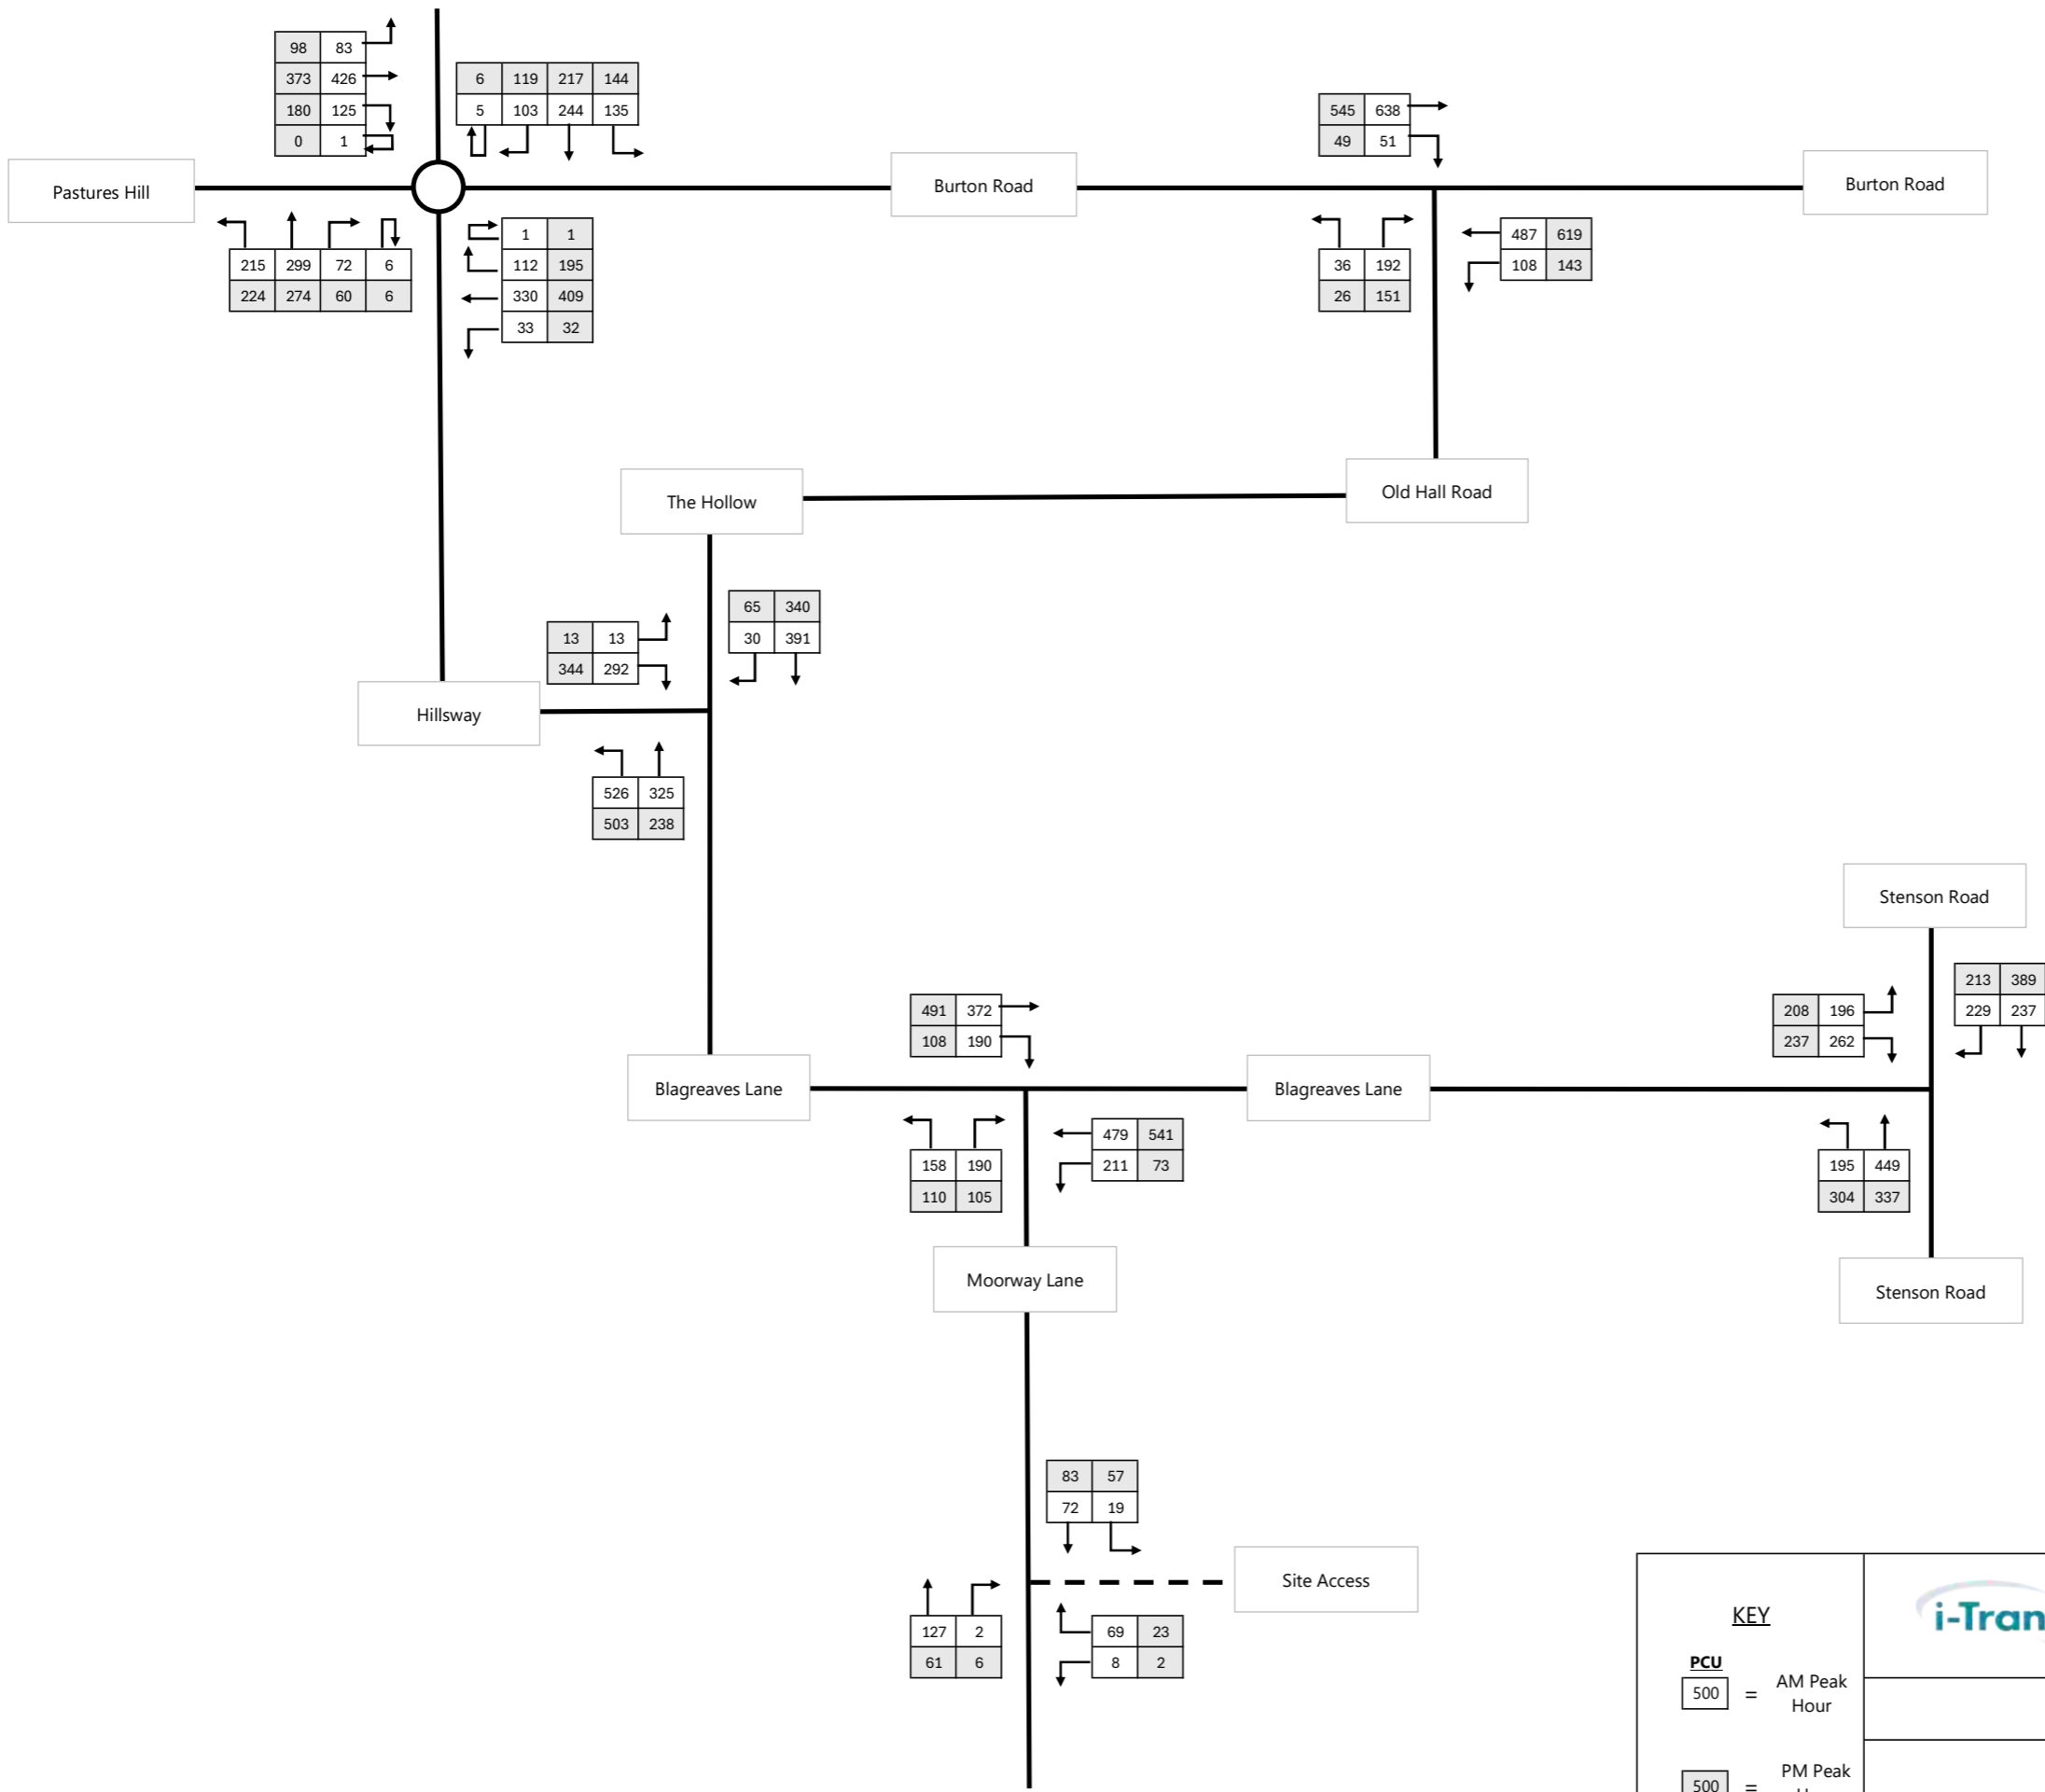 98 83
373 426
180 125
0 1
6 119 217 144
5 103 244 135
545 638
49 51
Pastures Hill
Burton Road
Burton Road
215 299 72 6
224 274 60 6
1 1
112 195
330 409
33 32
36 192
26 151
487 619
108 143
The Hollow
Old Hall Road
13 13
344 292
65 340
30 391
Hillsway
526 325
503 238
Stenson Road
491 372
108 190
208 196
237 262
213 389
229 237
Blagreaves Lane
Blagreaves Lane
158 190
110 105
479 541
211 73
195 449
304 337
Moorway Lane
Stenson Road
83 57
72 19
Site Access
127 2
61 6
69 23
8 2
KEY
i-Tran
PCU
500 = AM Peak
Hour
500 = PM Peak